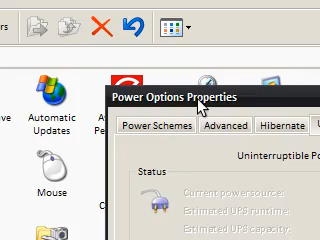 rs
Power Options Properties
Automatic
Updates
Power Schemes
Advanced
Hibernate
Uninterruptible Po
Mouse
Status
Current power source:
Estimated UPS runtime:
Estimated UPS capacity: